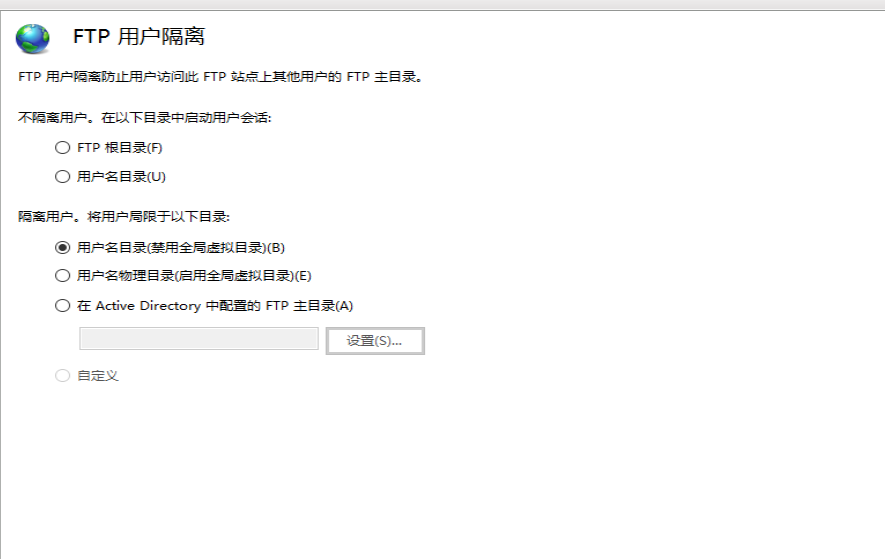 FTP 用户隔离
FTP 用户隔离防止用户访问此 FTP 站点上其他用户的 FTP 主目录。
不隔离用户。在以下目录中启动用户会话:
FTP 根目录(F)
用户名目录(U)
隔离用户。将用户局限于以下目录:
用户名目录(禁用全局虚拟目录)(B)
用户名物理目录(启用全局虚拟目录)(E)
在 Active Directory 中配置的 FTP 主目录(A)
设置(S)...
自定义